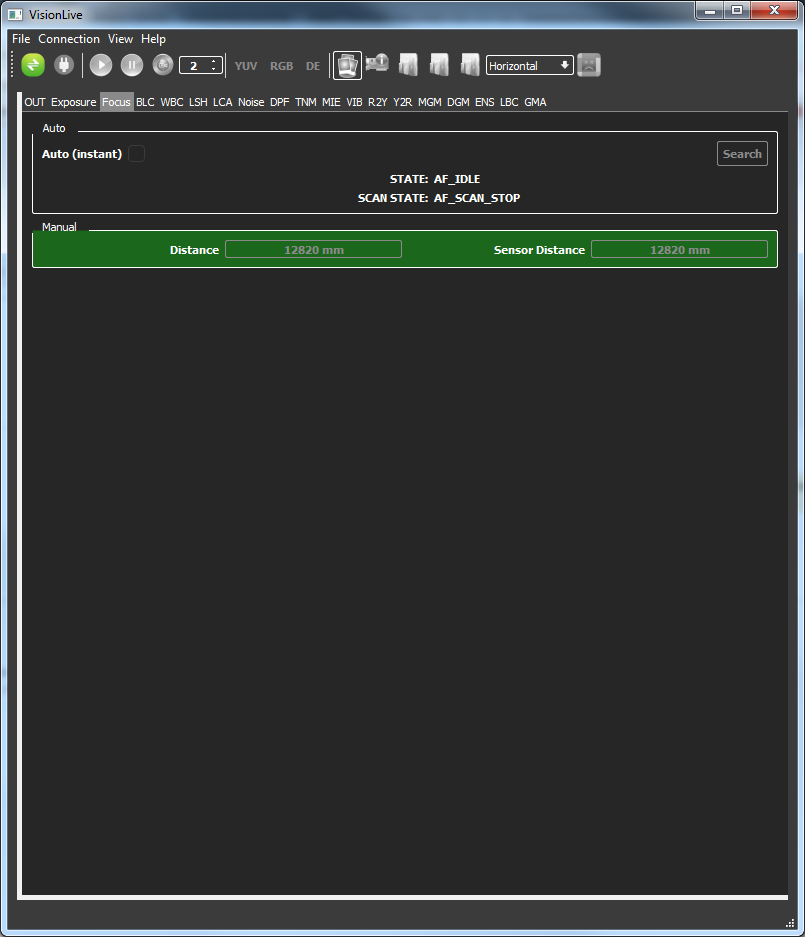 VisionLive
File Connection View Help
2 YUV RGB DE Horizontal
OUT Exposure Focus BLC WBC LSH LCA Noise DPF TNM MIE VIB R2Y Y2R MGM DGM ENS LBC GMA
Auto
Auto (instant) Search
STATE: AF_IDLE
SCAN STATE: AF_SCAN_STOP
Manual
Distance 12820 mm Sensor Distance 12820 mm